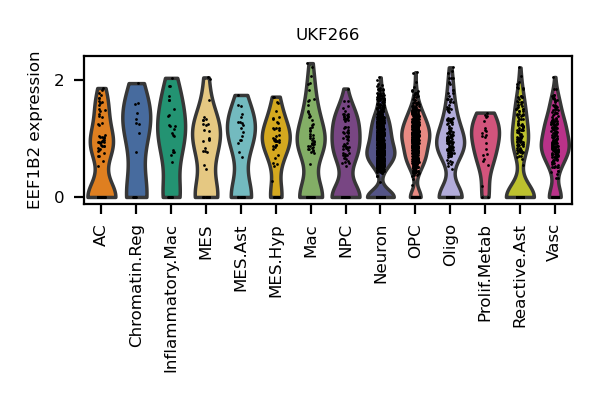 UKF266
EEF1B2 expression
2
0
AC
Chromatin.Reg
Inflammatory.Mac
MES
MES.Ast
MES.Hyp
Mac
NPC
Neuron
OPC
Oligo
Prolif.Metab
Reactive.Ast
Vasc